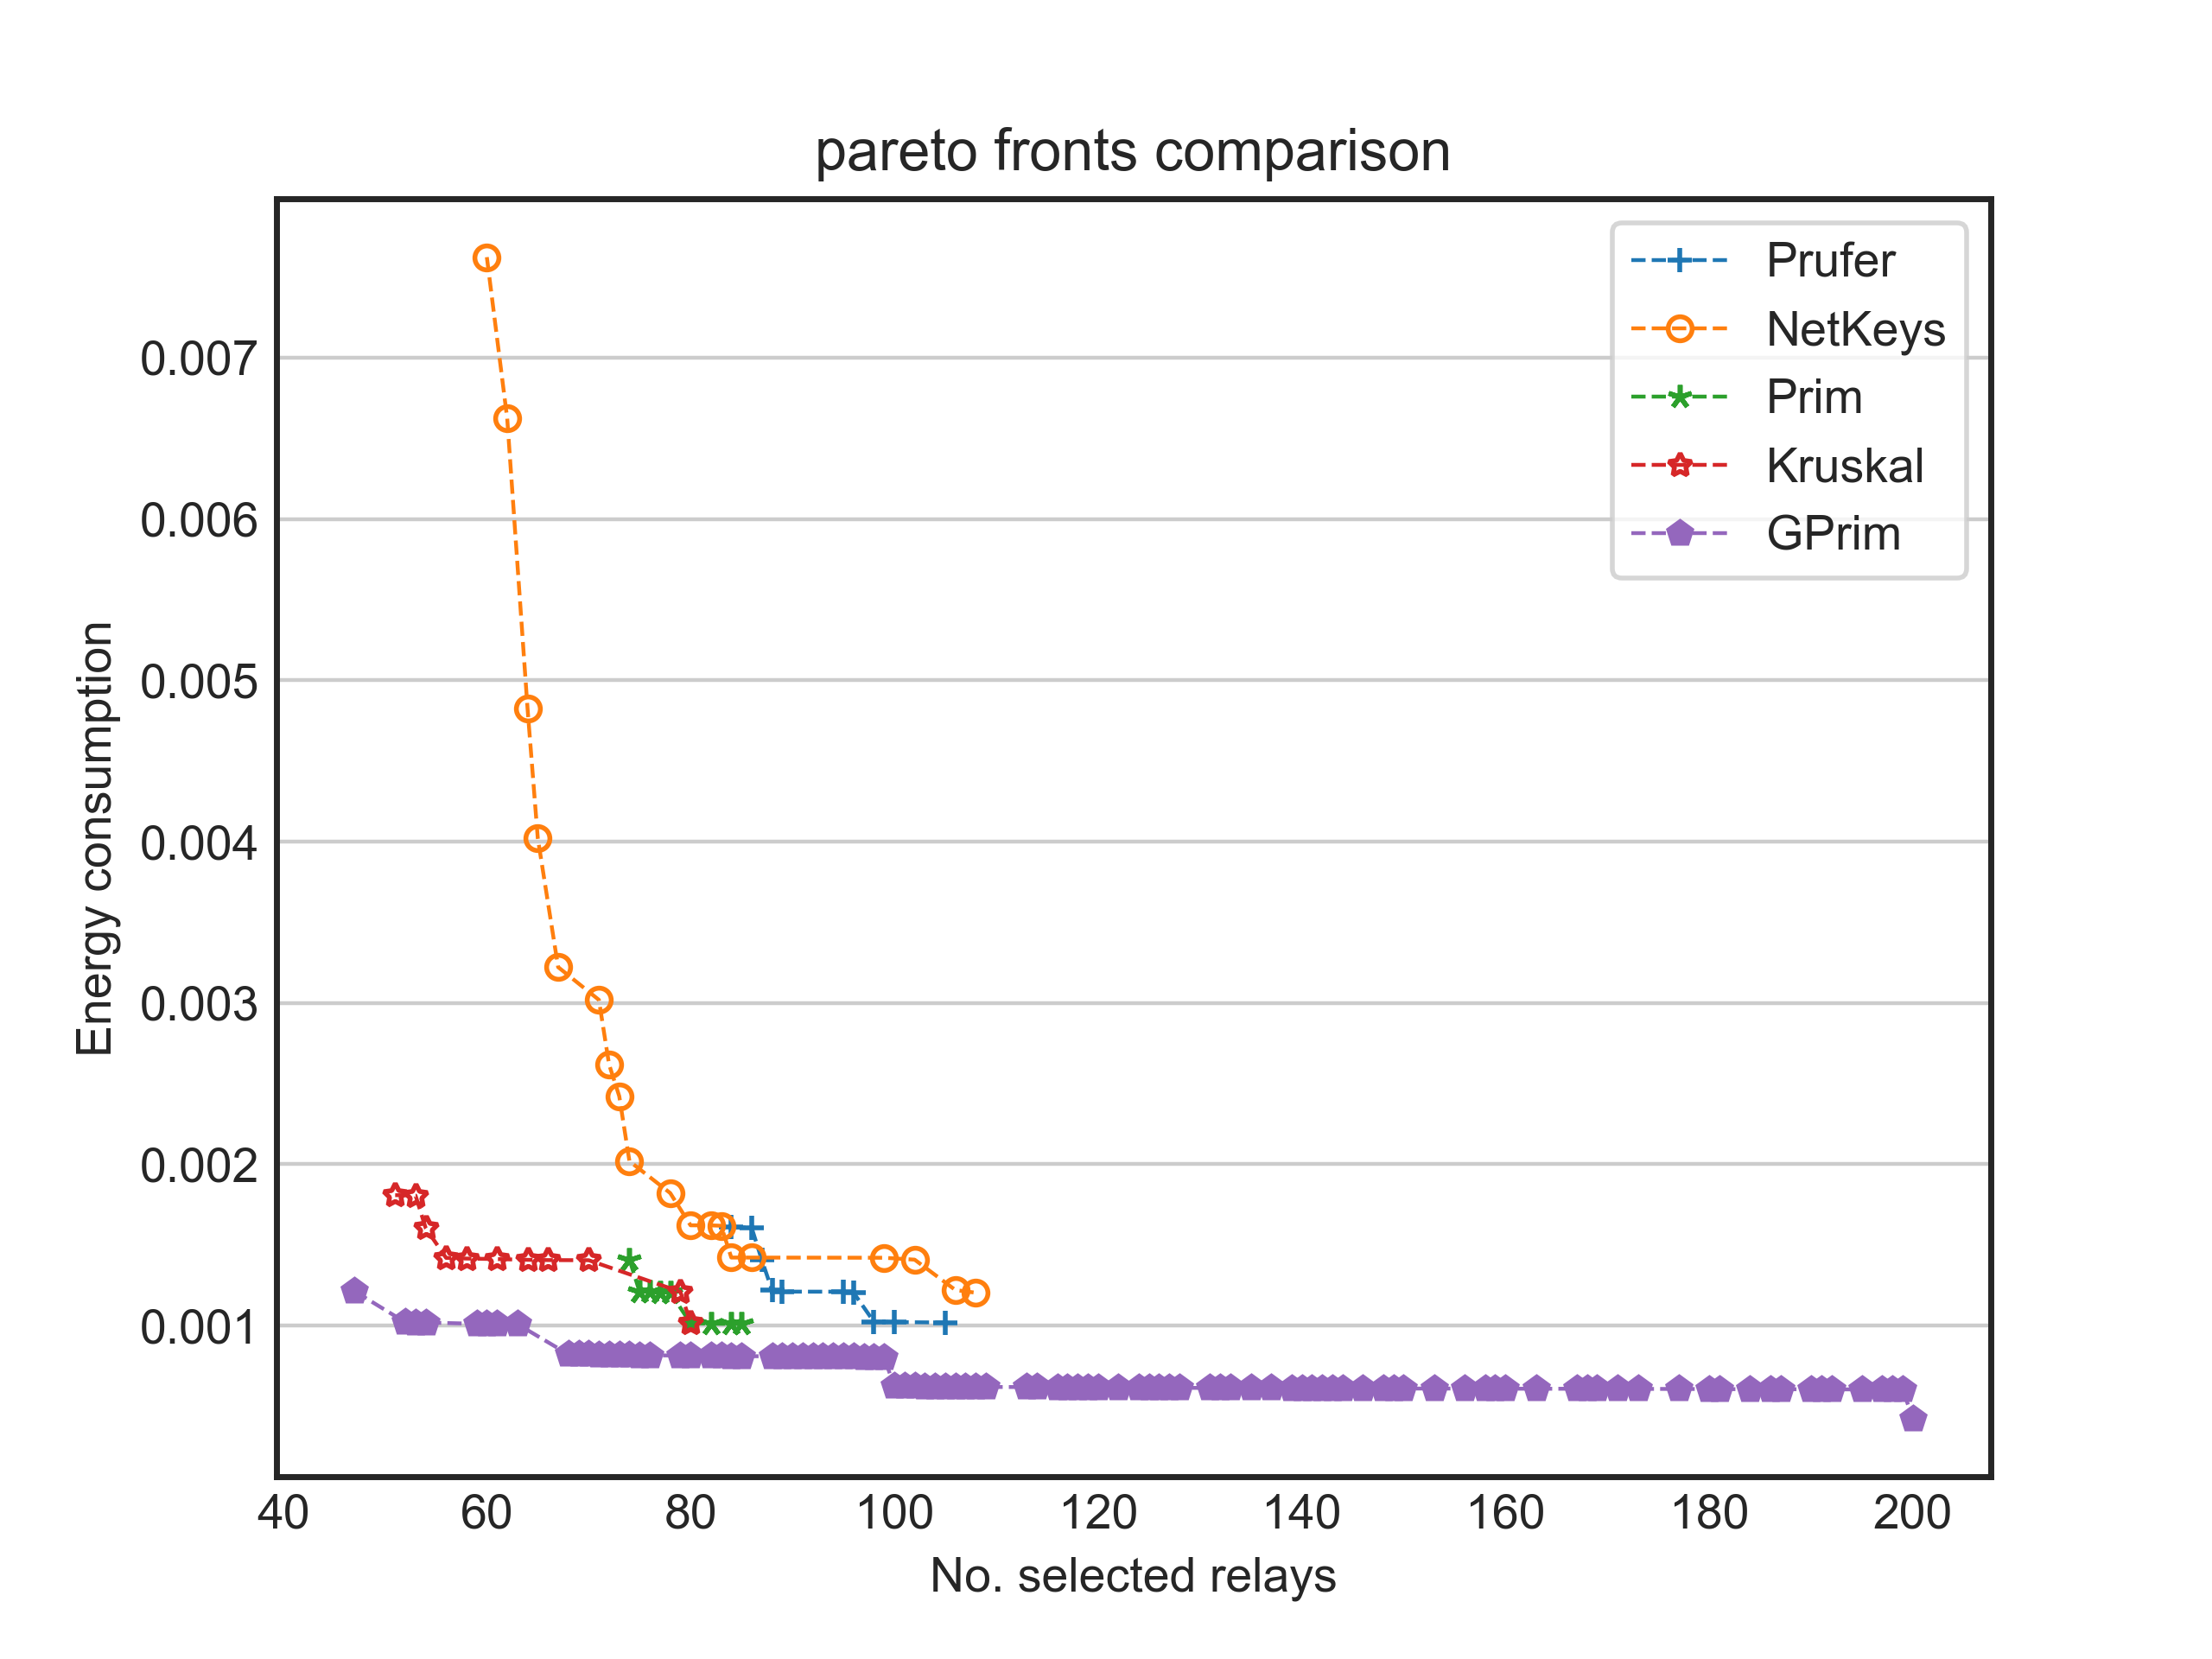 pareto fronts comparison
Prufer
NetKeys
Prim
Kruskal
GPrim
0.007
0.006
0.005
0.004
0.003
0.002
0.001
Energy consumption
40 60 80 100 120 140 160 180 200
No. selected relays